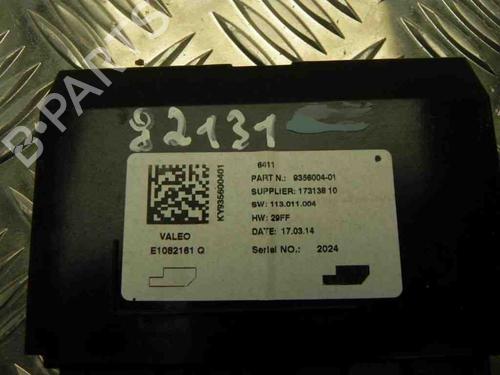 B-PARTS
82131
6411
PART N.: 9356004-01
SUPPLIER: 173138 10
SW: 113.011.004
HW: 29FF
DATE: 17.03.14
Serial NO.: 2024
KY935600401
VALEO
E1082161 Q